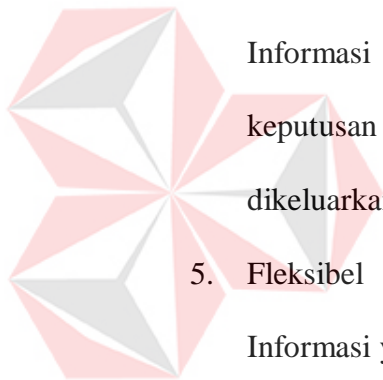 Informasi
keputusan
dikeluarka
5. Fleksibel
Informasi y